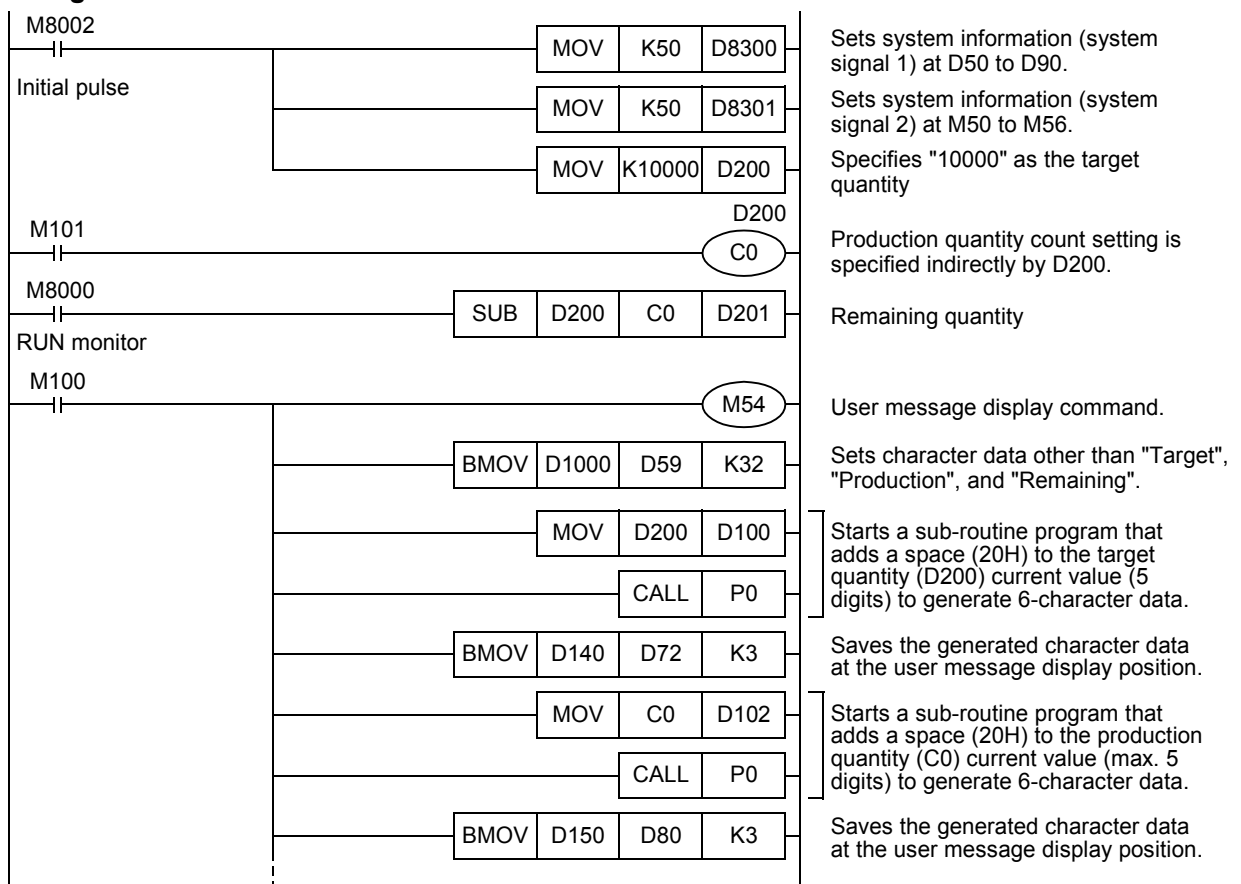 M8002
MOV K50 D8300
Sets system information (system
signal 1) at D50 to D90.
Initial pulse
MOV K50 D8301
Sets system information (system
signal 2) at M50 to M56.
MOV K10000 D200
Specifies "10000" as the target
quantity
D200
M101
C0
Production quantity count setting is
specified indirectly by D200.
M8000
SUB D200 C0 D201
Remaining quantity
RUN monitor
M100
M54
User message display command.
BMOV D1000 D59 K32
Sets character data other than "Target",
"Production", and "Remaining".
MOV D200 D100
CALL P0
Starts a sub-routine program that
adds a space (20H) to the target
quantity (D200) current value (5
digits) to generate 6-character data.
BMOV D140 D72 K3
Saves the generated character data
at the user message display position.
MOV C0 D102
CALL P0
Starts a sub-routine program that
adds a space (20H) to the production
quantity (C0) current value (max. 5
digits) to generate 6-character data.
BMOV D150 D80 K3
Saves the generated character data
at the user message display position.